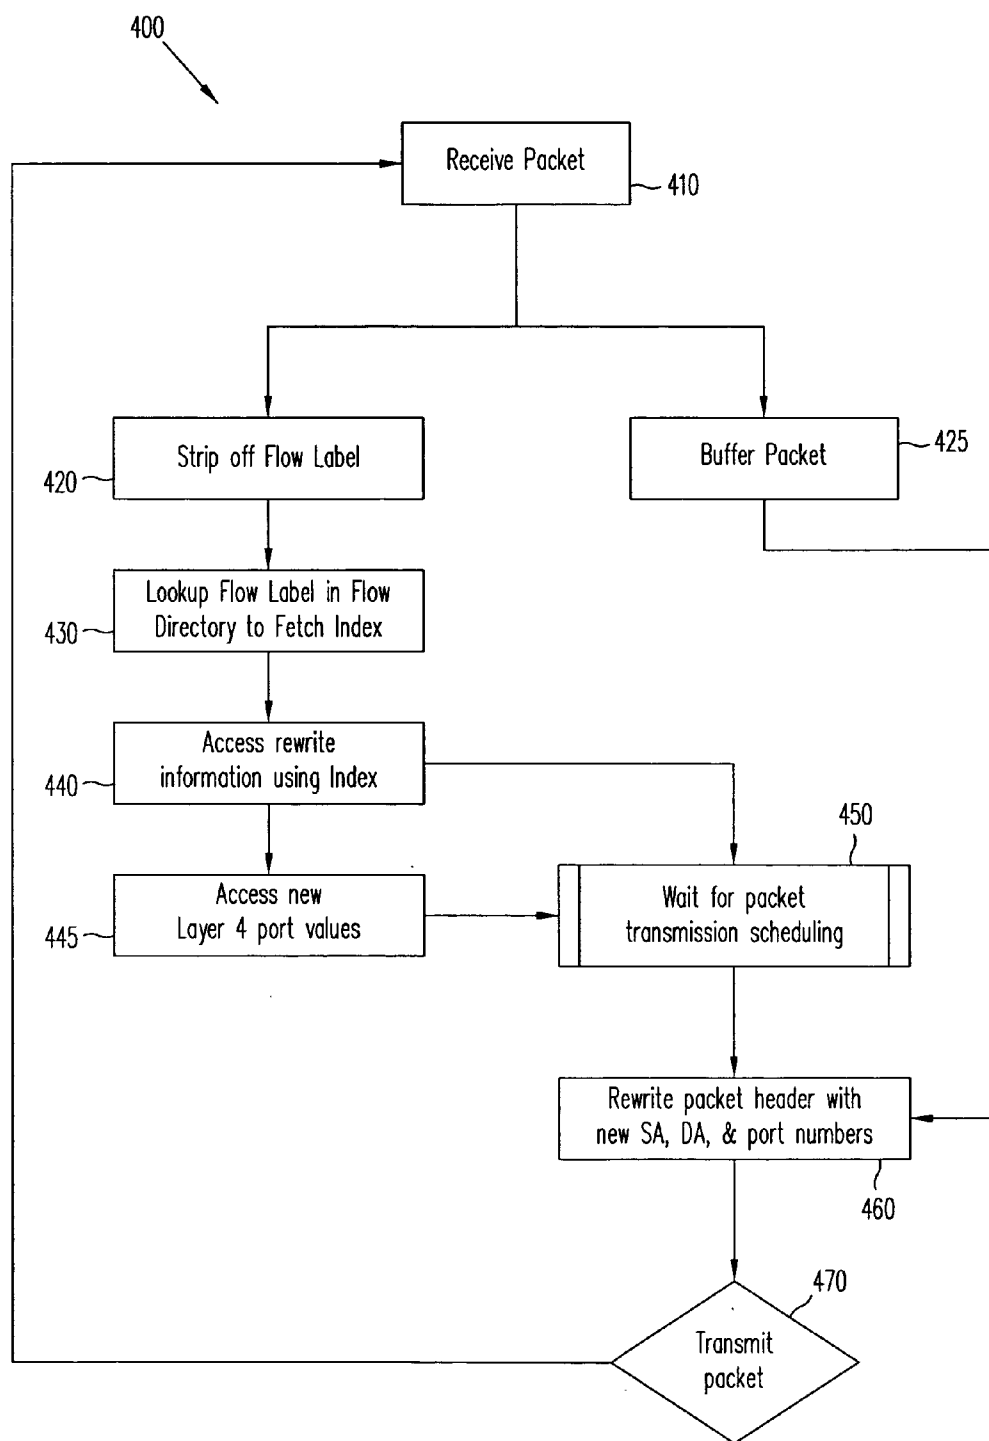 400
Receive Packet
410
Strip off Flow Label
420
Buffer Packet
425
Lookup Flow Label in Flow
Directory to Fetch Index
430
Access rewrite
information using Index
440
450
Access new
Layer 4 port values
445
Wait for packet
transmission scheduling
Rewrite packet header with
new SA, DA, & port numbers
460
470
Transmit
packet